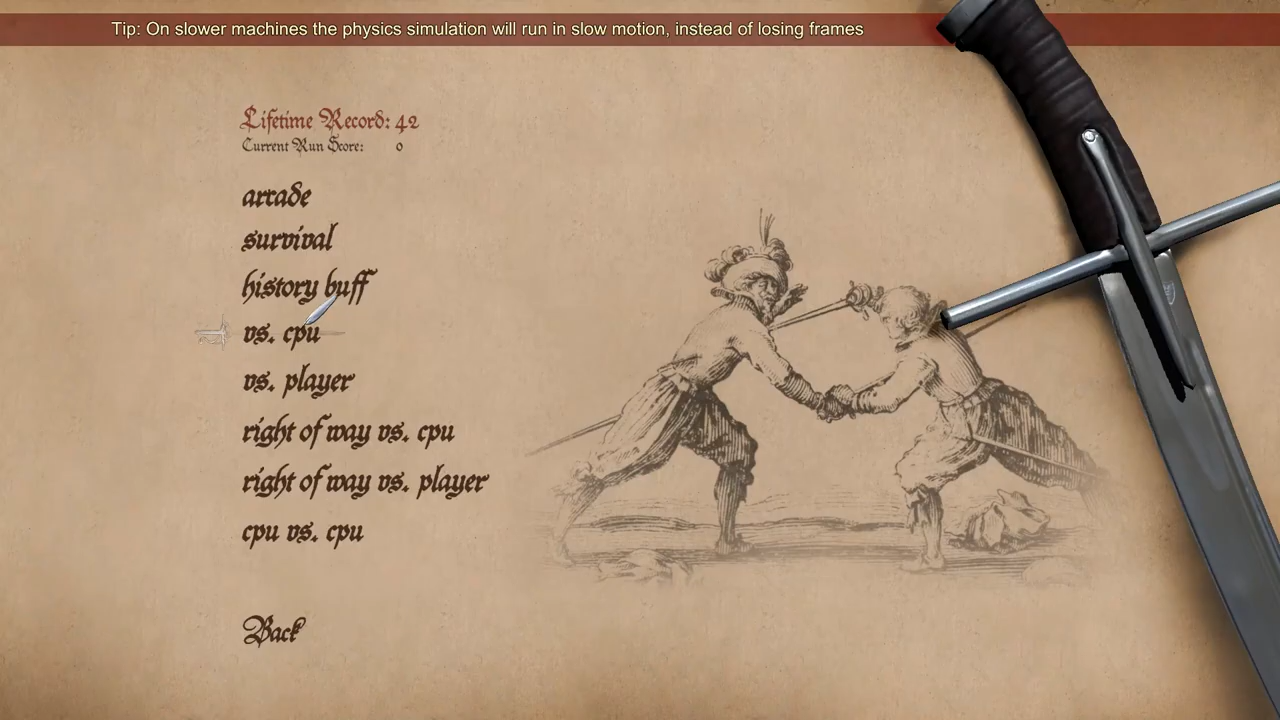 Tip: On slower machines the physics simulation will run in slow motion, instead of losing frames
Lifetime Record: 42
Current Run Score: 0
arcade
survival
history buff
vs. cpu
vs. player
right of way vs. cpu
right of way vs. player
cpu vs. cpu
Back